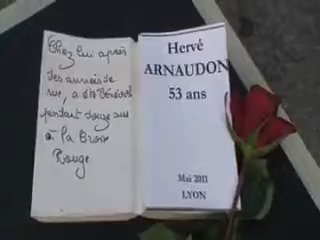 Chez lui après
des années de
rue, a été bénévole
pendant douze ans
à la Croix
Rouge
Hervé
ARNAUDON
53 ans
Mai 2011
LYON